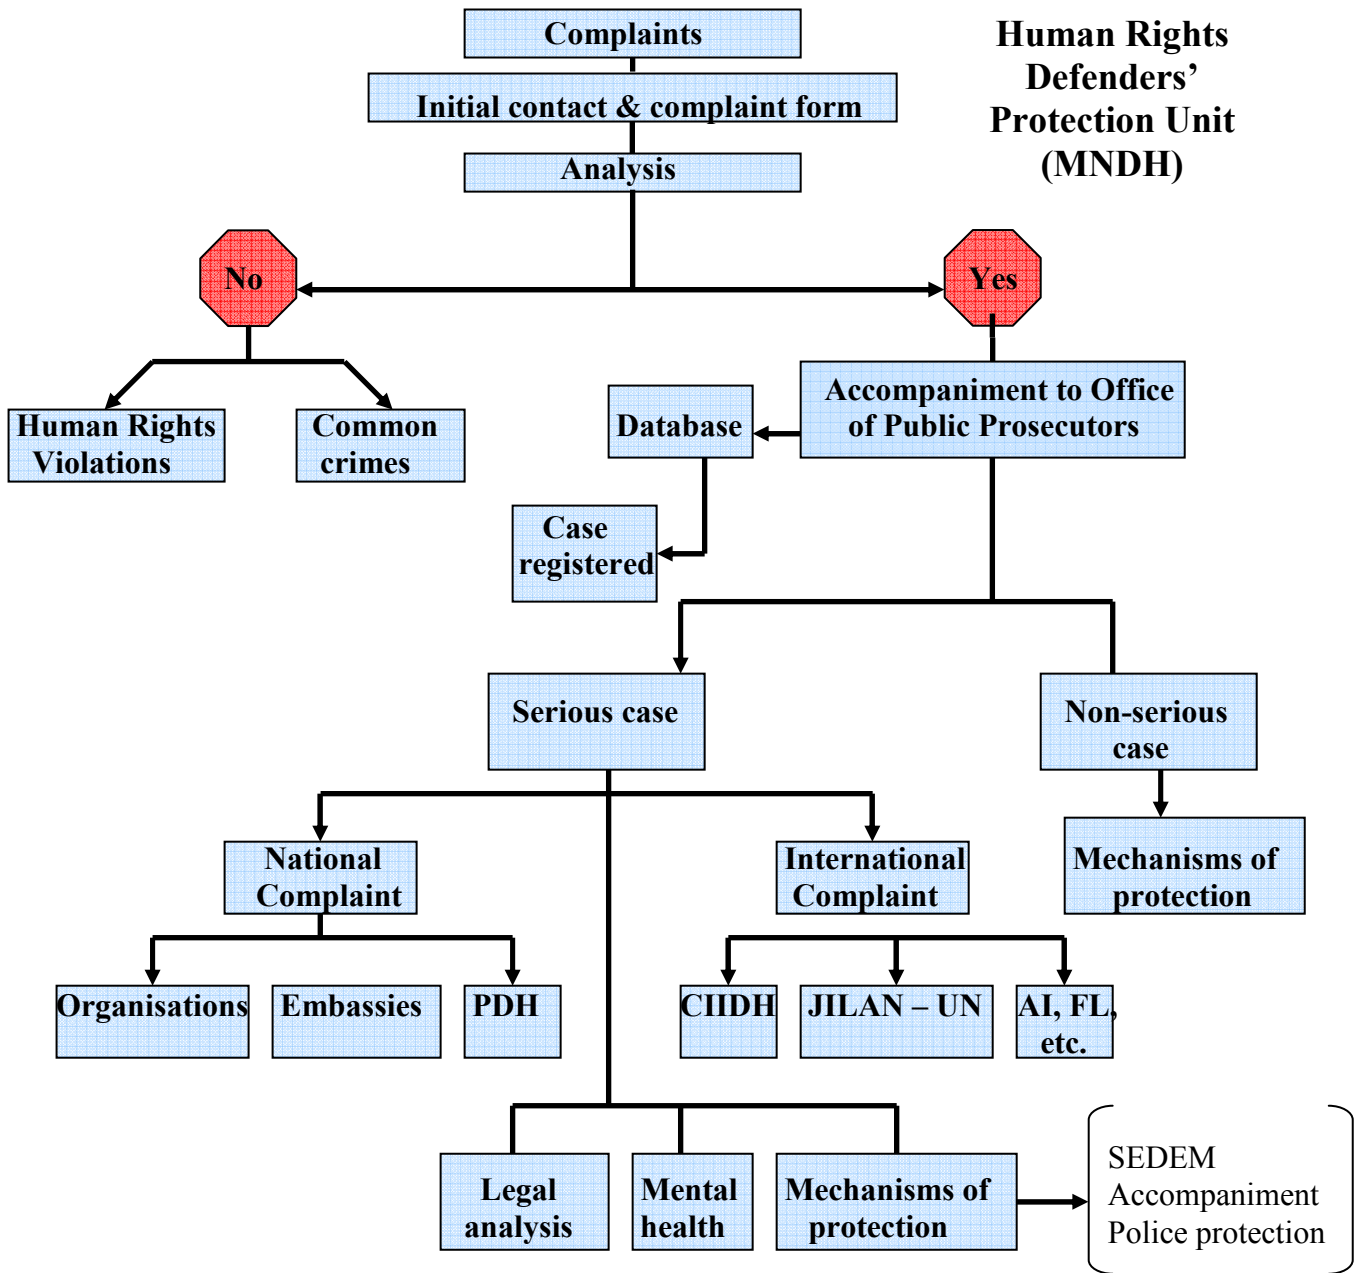 Complaints
Human Rights
Defenders’
Protection Unit
(MNDH)
Initial contact & complaint form
Analysis
No
Yes
Human Rights
Violations
Common
crimes
Database
Accompaniment to Office
of Public Prosecutors
Case
registered
Serious case
Non-serious
case
National
Complaint
International
Complaint
Mechanisms of
protection
Organisations
Embassies
PDH
CIIDH
JILAN – UN
AI, FL,
etc.
Legal
analysis
Mental
health
Mechanisms of
protection
SEDEM
Accompaniment
Police protection